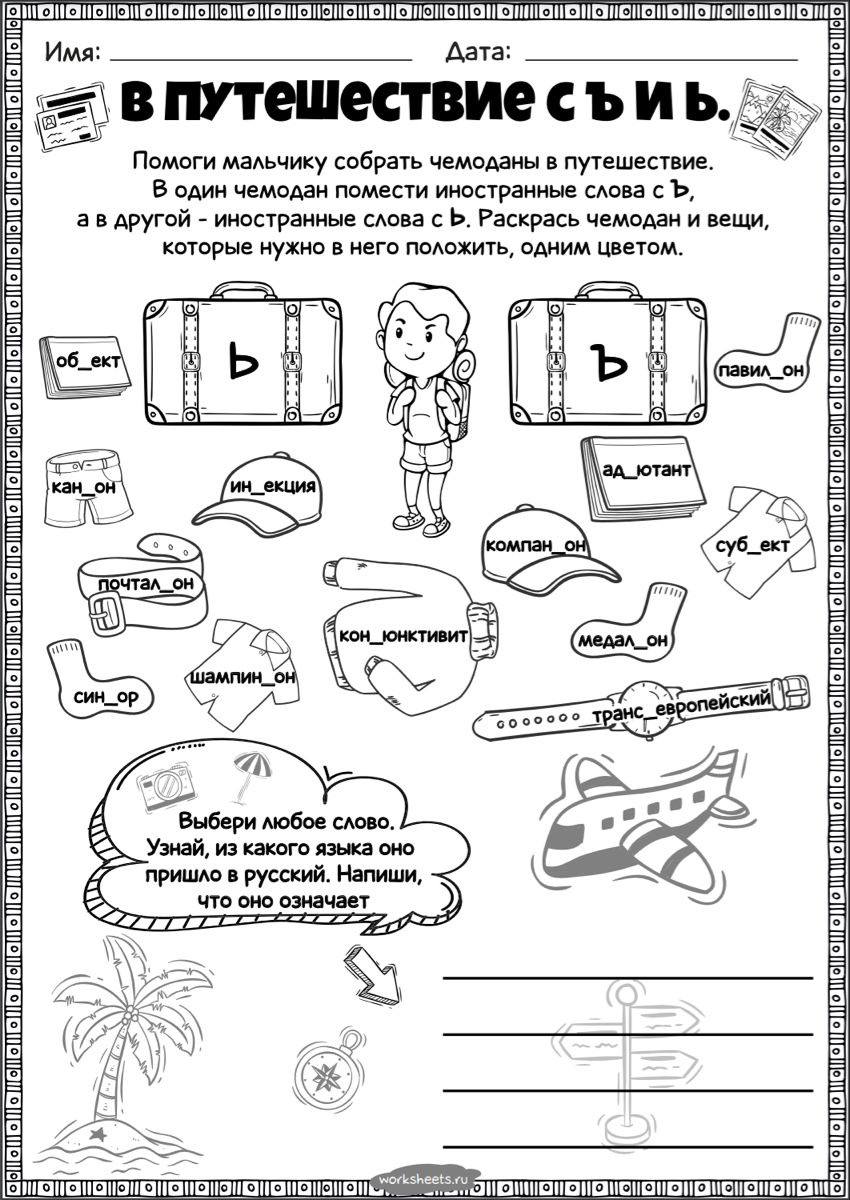 Имя: Дата:
В ПУТЕШЕСТВИЕ С Ъ И Ь.
Помоги мальчику собрать чемоданы в путешествие.
В один чемодан помести иностранные слова с Ъ,
а в другой - иностранные слова с Ь. Раскрась чемодан и вещи,
которые нужно в него положить, одним цветом.
об_ект
Ь
Ъ
павил_он
кан_он
ин_екция
ад_ютант
компан_он
суб_ект
почтал_он
кон_юнктивит
медал_он
син_ор
шампин_он
транс_европейский
Выбери любое слово.
Узнай, из какого языка оно
пришло в русский. Напиши,
что оно означает
worksheets.ru